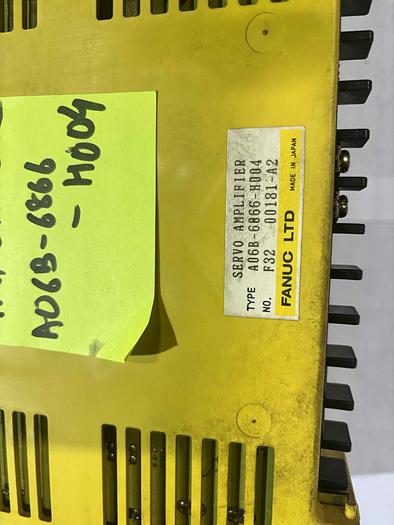 A06B-6066
- H004
SERVO AMPLIFIER
TYPE A06B-6066-H004
NO. F32 00181-A2
FANUC LTD MADE IN JAPAN